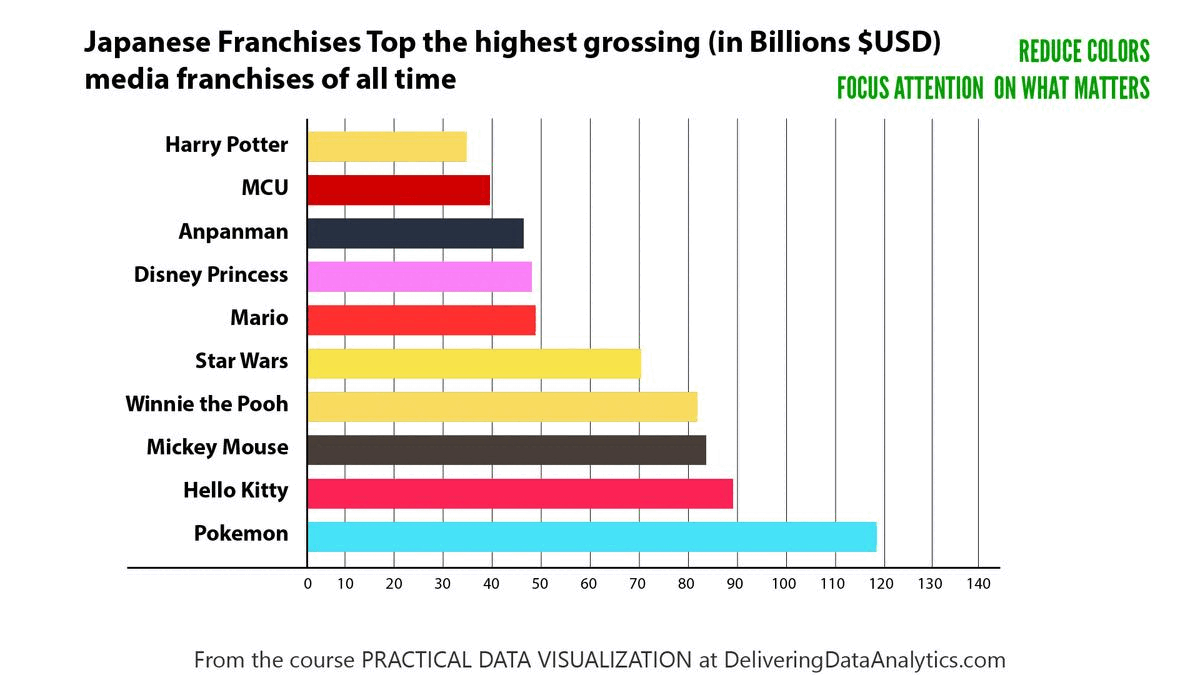 Japanese Franchises Top the highest grossing (in Billions $USD)
media franchises of all time
REDUCE COLORS
FOCUS ATTENTION ON WHAT MATTERS
Harry Potter
MCU
Anpanman
Disney Princess
Mario
Star Wars
Winnie the Pooh
Mickey Mouse
Hello Kitty
Pokemon
0 10 20 30 40 50 60 70 80 90 100 110 120 130 140
From the course PRACTICAL DATA VISUALIZATION at DeliveringDataAnalytics.com